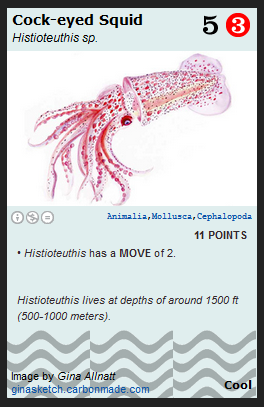 Cock-eyed Squid 5 3
Histioteuthis sp.
Animalia,Mollusca,Cephalopoda
11 POINTS
• Histioteuthis has a MOVE of 2.
Histioteuthis lives at depths of around 1500 ft
(500-1000 meters).
Image by Gina Allnatt
ginasketch.carbonmade.com
Cool